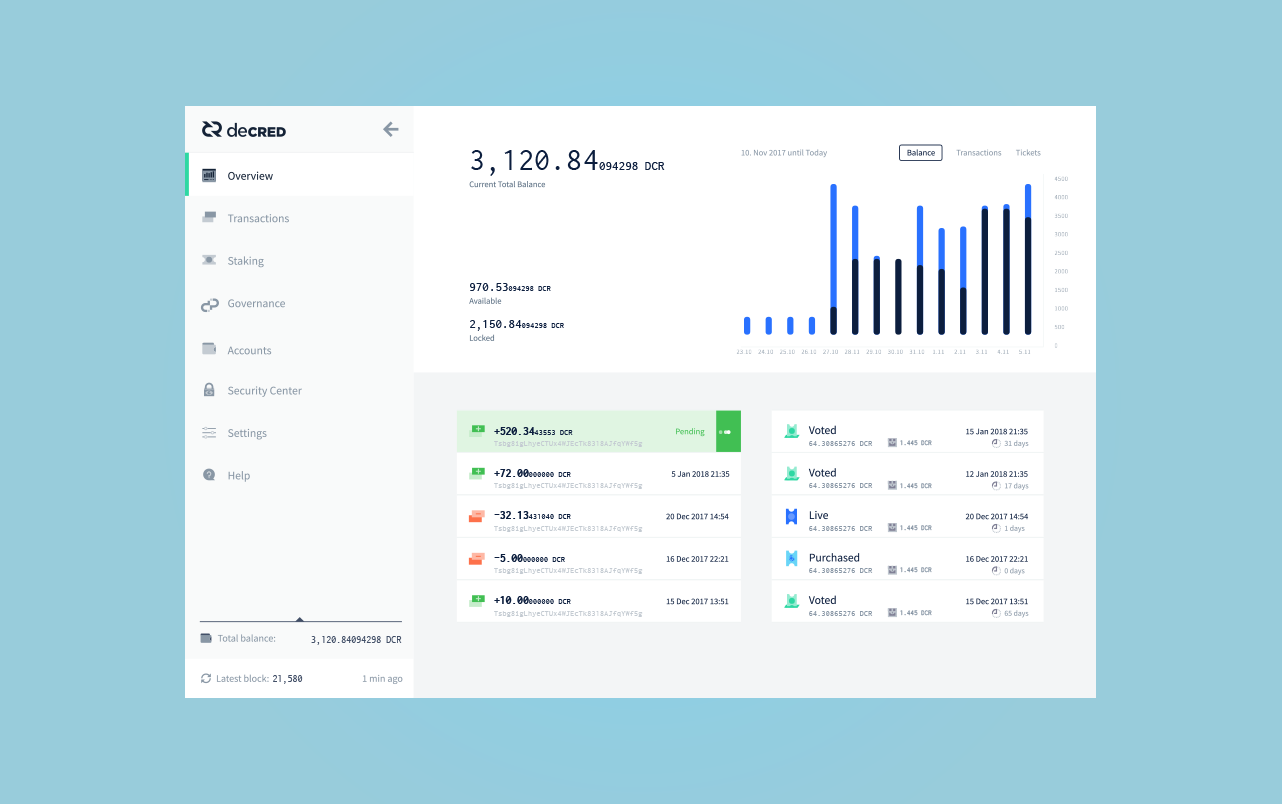 decRED
Overview
Transactions
Staking
Governance
Accounts
Security Center
Settings
Help
Total balance: 3,120.84094298 DCR
Latest block: 21,580 1 min ago
3,120.84094298 DCR
Current Total Balance
970.53094298 DCR
Available
2,150.84094298 DCR
Locked
10. Nov 2017 until Today Balance Transactions Tickets
4500
4000
3500
3000
2500
2000
1500
1000
500
0
23.10 24.10 25.10 26.10 27.10 28.11 29.10 30.10 31.11 1.11 2.11 3.11 4.11 5.11
+520.3443553 DCR Pending
+72.00000000 DCR 5 Jan 2018 21:35
−32.13431040 DCR 20 Dec 2017 14:54
−5.00000000 DCR 16 Dec 2017 22:21
+10.00000000 DCR 15 Dec 2017 13:51
Voted 15 Jan 2018 21:35
64.30865276 DCR 1.445 DCR 31 days
Voted 12 Jan 2018 21:35
64.30865276 DCR 1.445 DCR 17 days
Live 20 Dec 2017 14:54
64.30865276 DCR 1.445 DCR 1 days
Purchased 16 Dec 2017 22:21
64.30865276 DCR 1.445 DCR 0 days
Voted 15 Dec 2017 13:51
64.30865276 DCR 1.445 DCR 65 days